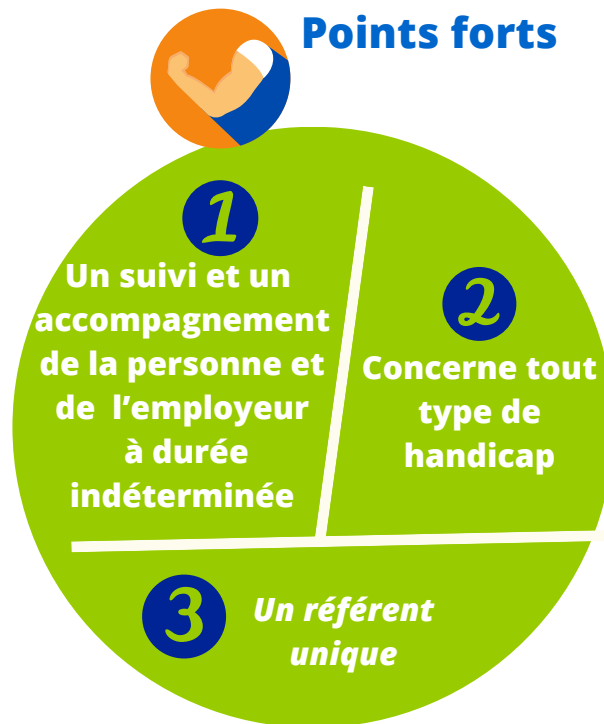 Points forts
1
Un suivi et un
accompagnement
de la personne et
de l’employeur
à durée
indéterminée
2
Concerne tout
type de
handicap
3
Un référent
unique